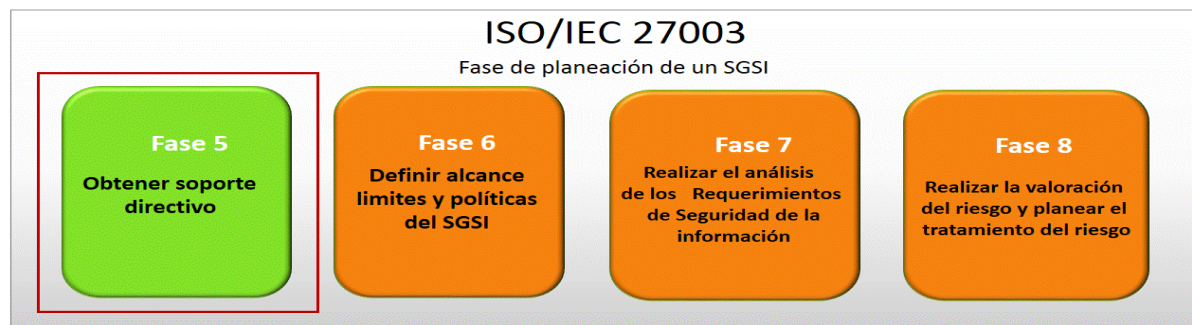 ISO/IEC 27003
Fase de planeación de un SGSI
Fase 5
Obtener soporte
directivo
Fase 6
Definir alcance
limites y políticas
del SGSI
Fase 7
Realizar el análisis
de los Requerimientos
de Seguridad de la
información
Fase 8
Realizar la valoración
del riesgo y planear el
tratamiento del riesgo